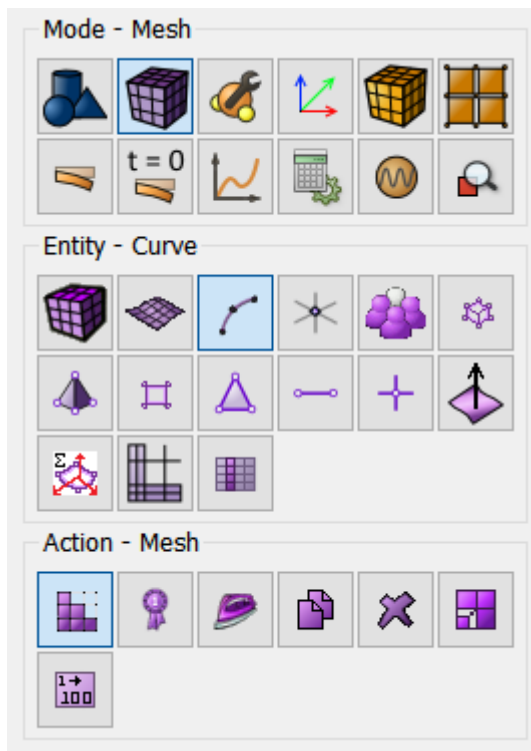 Mode - Mesh
t = 0
Entity - Curve
Σ
Action - Mesh
1→
100